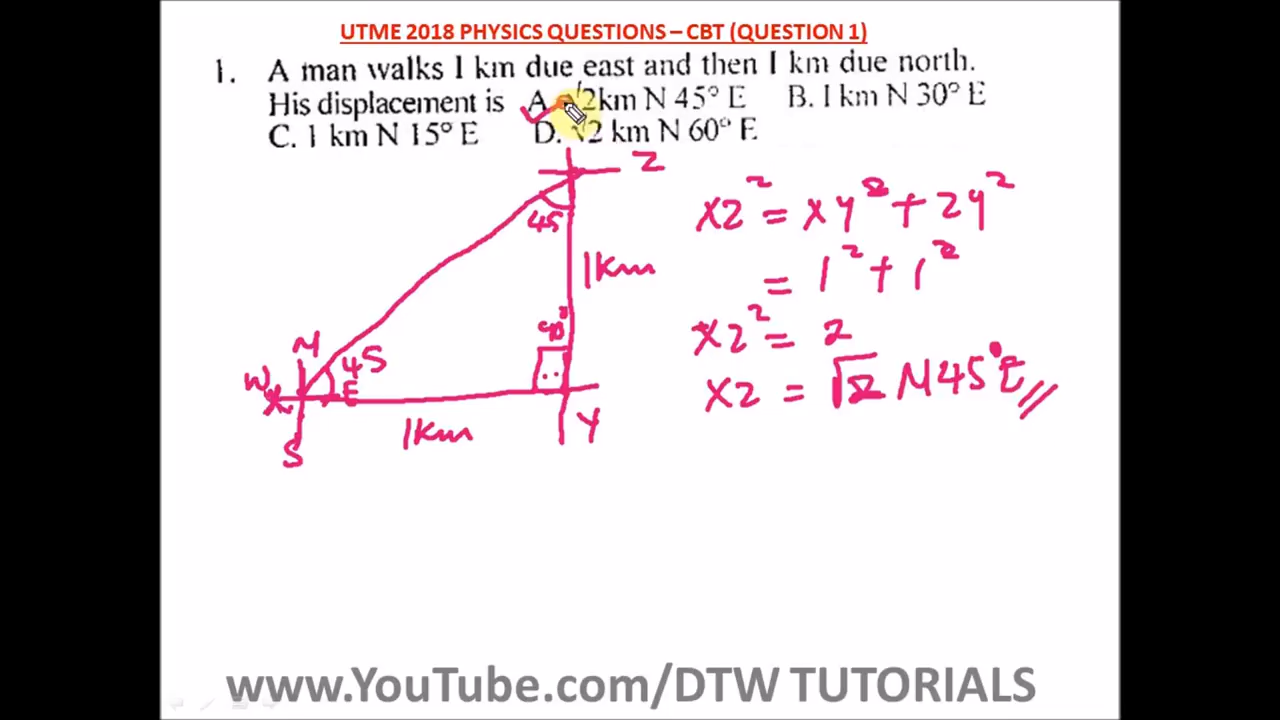 UTME 2018 PHYSICS QUESTIONS – CBT (QUESTION 1)
1. A man walks 1 km due east and then 1 km due north.
His displacement is A. √2km N 45° E B. 1 km N 30° E
C. 1 km N 15° E D. √2 km N 60° E
Z
45
1km
90°
N
45
W
X
E
S
1km
Y
XZ² = XY² + ZY²
= 1² + 1²
XZ² = 2
XZ = √2 N45°E
www.YouTube.com/DTW TUTORIALS